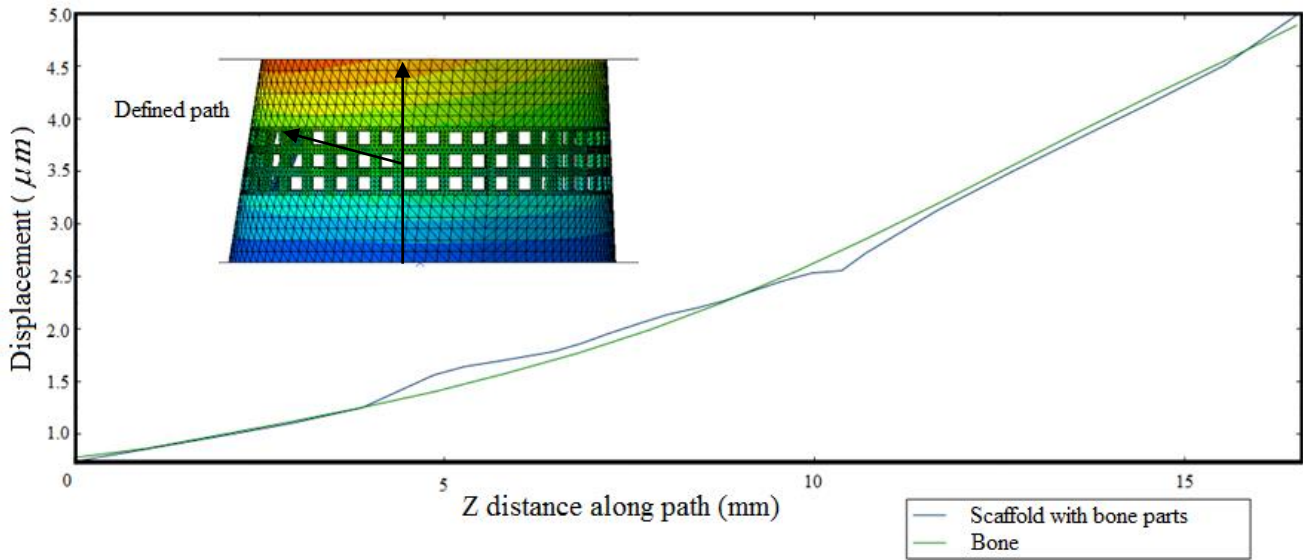 5.0
4.5
4.0
3.5
3.0
2.5
2.0
1.5
1.0
Displacement ( μm )
Defined path
0
5
10
15
Z distance along path (mm)
Scaffold with bone parts
Bone